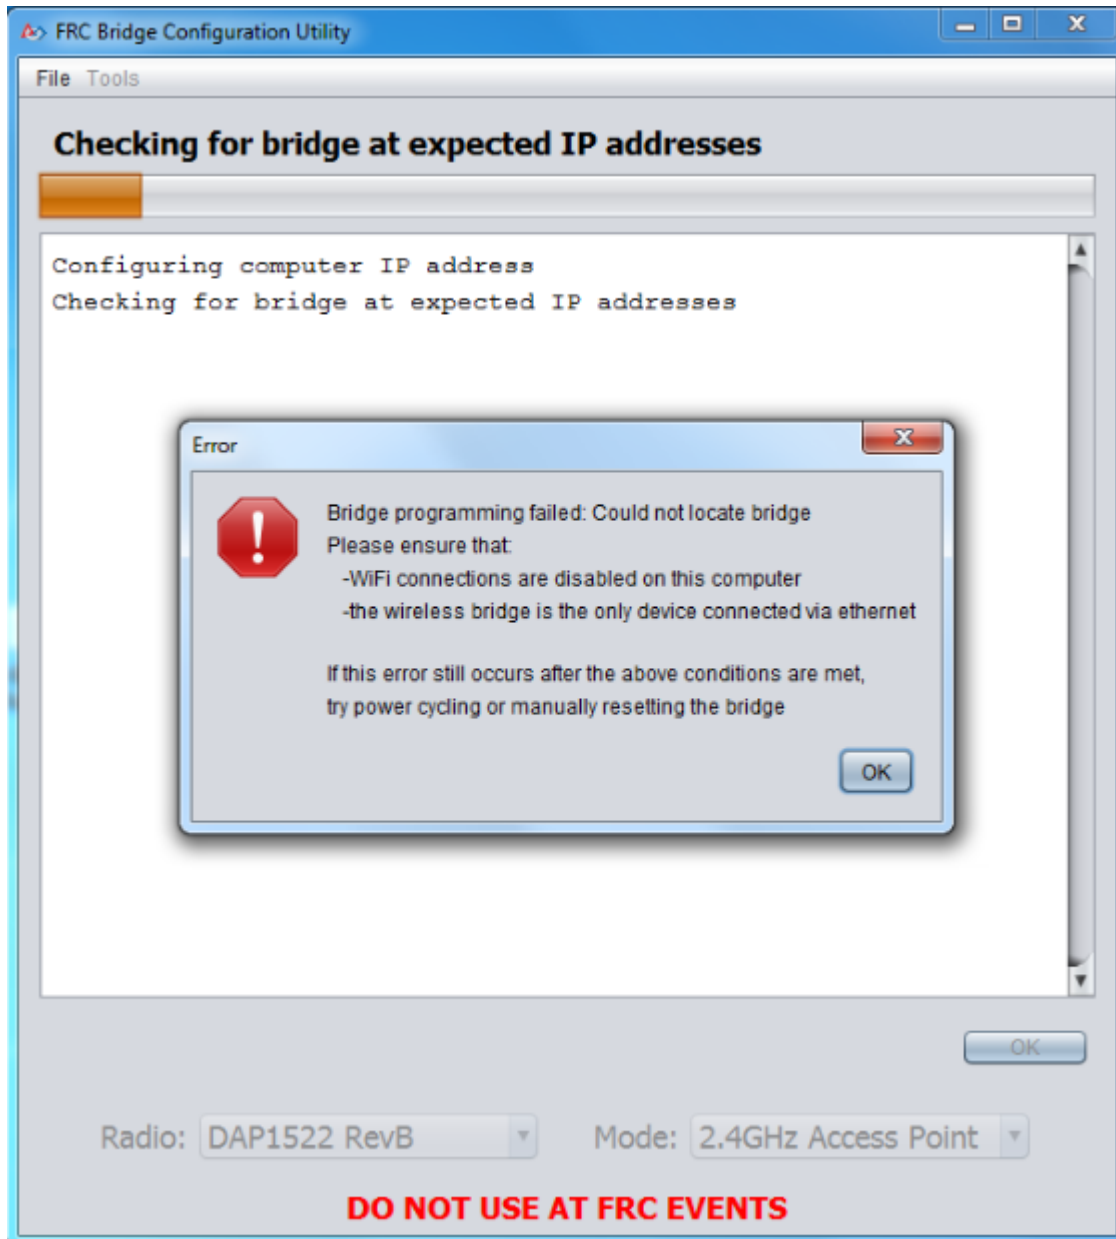 FRC Bridge Configuration Utility
File Tools
Checking for bridge at expected IP addresses
Configuring computer IP address
Checking for bridge at expected IP addresses
Error
Bridge programming failed: Could not locate bridge
Please ensure that:
-WiFi connections are disabled on this computer
-the wireless bridge is the only device connected via ethernet
If this error still occurs after the above conditions are met,
try power cycling or manually resetting the bridge
OK
OK
Radio: DAP1522 RevB Mode: 2.4GHz Access Point
DO NOT USE AT FRC EVENTS